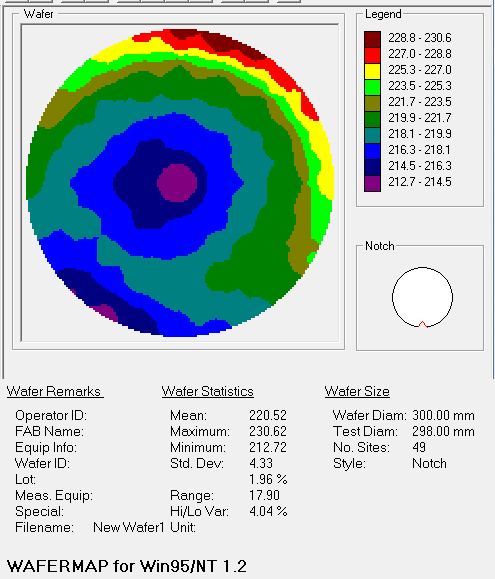 Wafer
Legend
228.8 - 230.6
227.0 - 228.8
225.3 - 227.0
223.5 - 225.3
221.7 - 223.5
219.9 - 221.7
218.1 - 219.9
216.3 - 218.1
214.5 - 216.3
212.7 - 214.5
Notch
Wafer Remarks Wafer Statistics Wafer Size
Operator ID: Mean: 220.52 Wafer Diam: 300.00 mm
FAB Name: Maximum: 230.62 Test Diam: 298.00 mm
Equip Info: Minimum: 212.72 No. Sites: 49
Wafer ID: Std. Dev: 4.33 Style: Notch
Lot: 1.96 %
Meas. Equip: Range: 17.90
Special: Hi/Lo Var: 4.04 %
Filename: New Wafer1 Unit:
WAFERMAP for Win95/NT 1.2